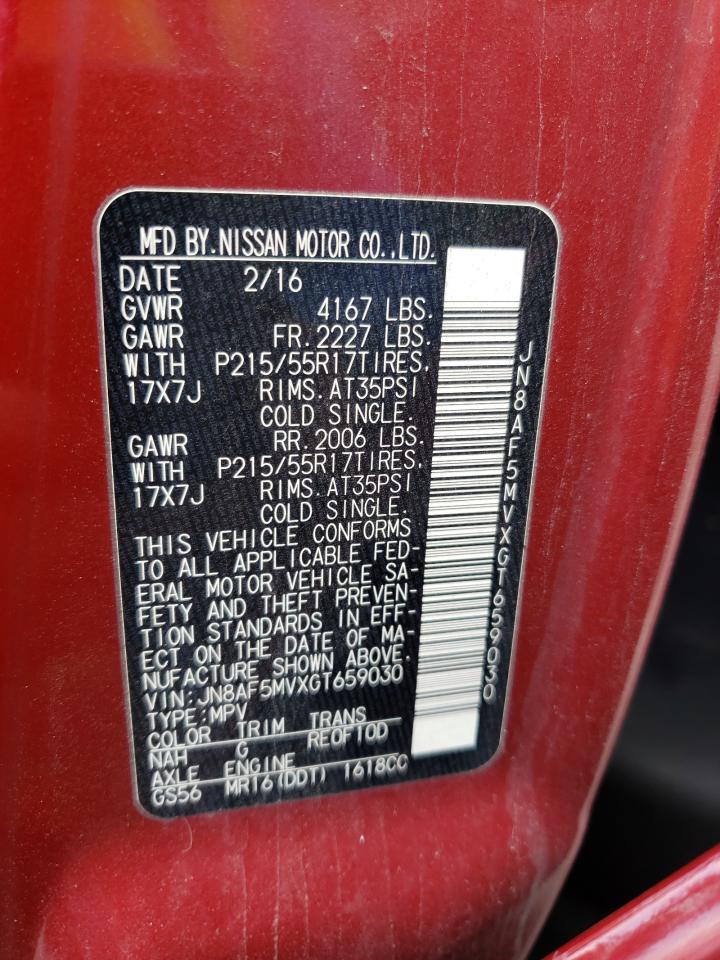 MFD BY.NISSAN MOTOR CO.,LTD.
DATE 2/16
GVWR 4167 LBS.
GAWR FR.2227 LBS.
WITH P215/55R17TIRES,
17X7J RIMS.AT35PSI
COLD SINGLE.
GAWR RR.2006 LBS.
WITH P215/55R17TIRES,
17X7J RIMS.AT35PSI
COLD SINGLE.
THIS VEHICLE CONFORMS
TO ALL APPLICABLE FED-
ERAL MOTOR VEHICLE SA-
FETY AND THEFT PREVEN-
TION STANDARDS IN EFF-
ECT ON THE DATE OF MA-
NUFACTURE SHOWN ABOVE.
VIN:JN8AF5MVXGT659030
TYPE:MPV
COLOR TRIM TRANS
NAH G RE0F10D
AXLE ENGINE
GS56 MR16(DDT) 1618CC
JN8AF5MVXGT659030